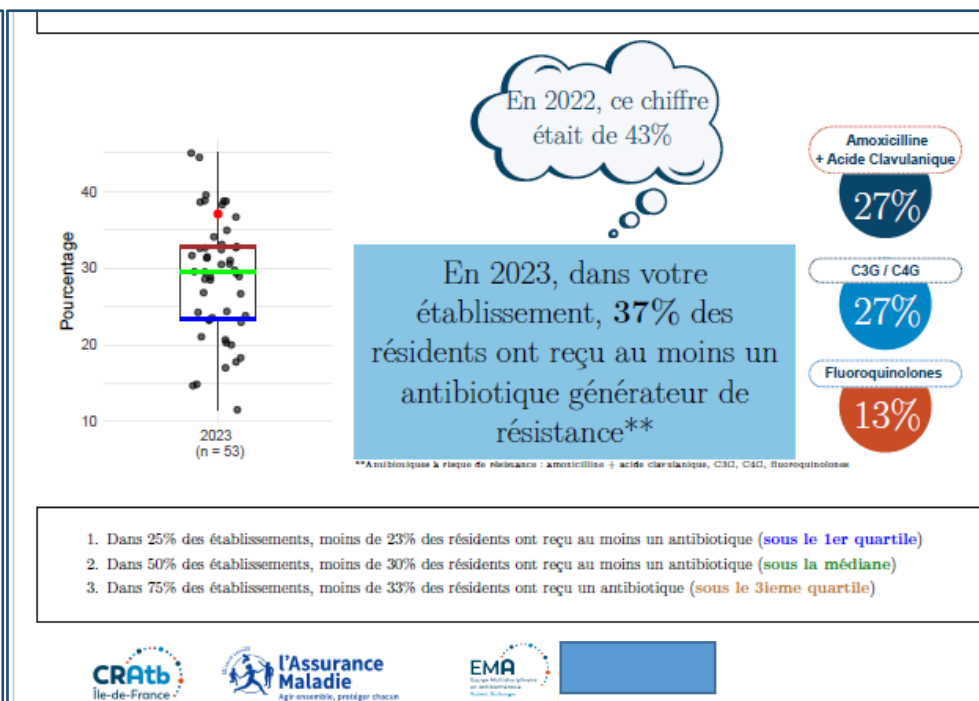 En 2022, ce chiffre
était de 43%
40
30
20
10
Pourcentage
2023
(n = 53)
En 2023, dans votre
établissement, 37% des
résidents ont reçu au moins un
antibiotique générateur de
résistance**
Amoxicilline
+ Acide Clavulanique
27%
C3G / C4G
27%
Fluoroquinolones
13%
**Antibiotiques à risque de résistance : amoxicilline + acide clavulanique, C3G, C4G, fluoroquinolones
1. Dans 25% des établissements, moins de 23% des résidents ont reçu au moins un antibiotique (sous le 1er quartile)
2. Dans 50% des établissements, moins de 30% des résidents ont reçu au moins un antibiotique (sous la médiane)
3. Dans 75% des établissements, moins de 33% des résidents ont reçu un antibiotique (sous le 3ieme quartile)
CRAtb
Île-de-France
l'Assurance
Maladie
Agir ensemble, protéger chacun
EMA
Equipe Multidisciplinaire
en Antibiothérapie
Robert Ballanger